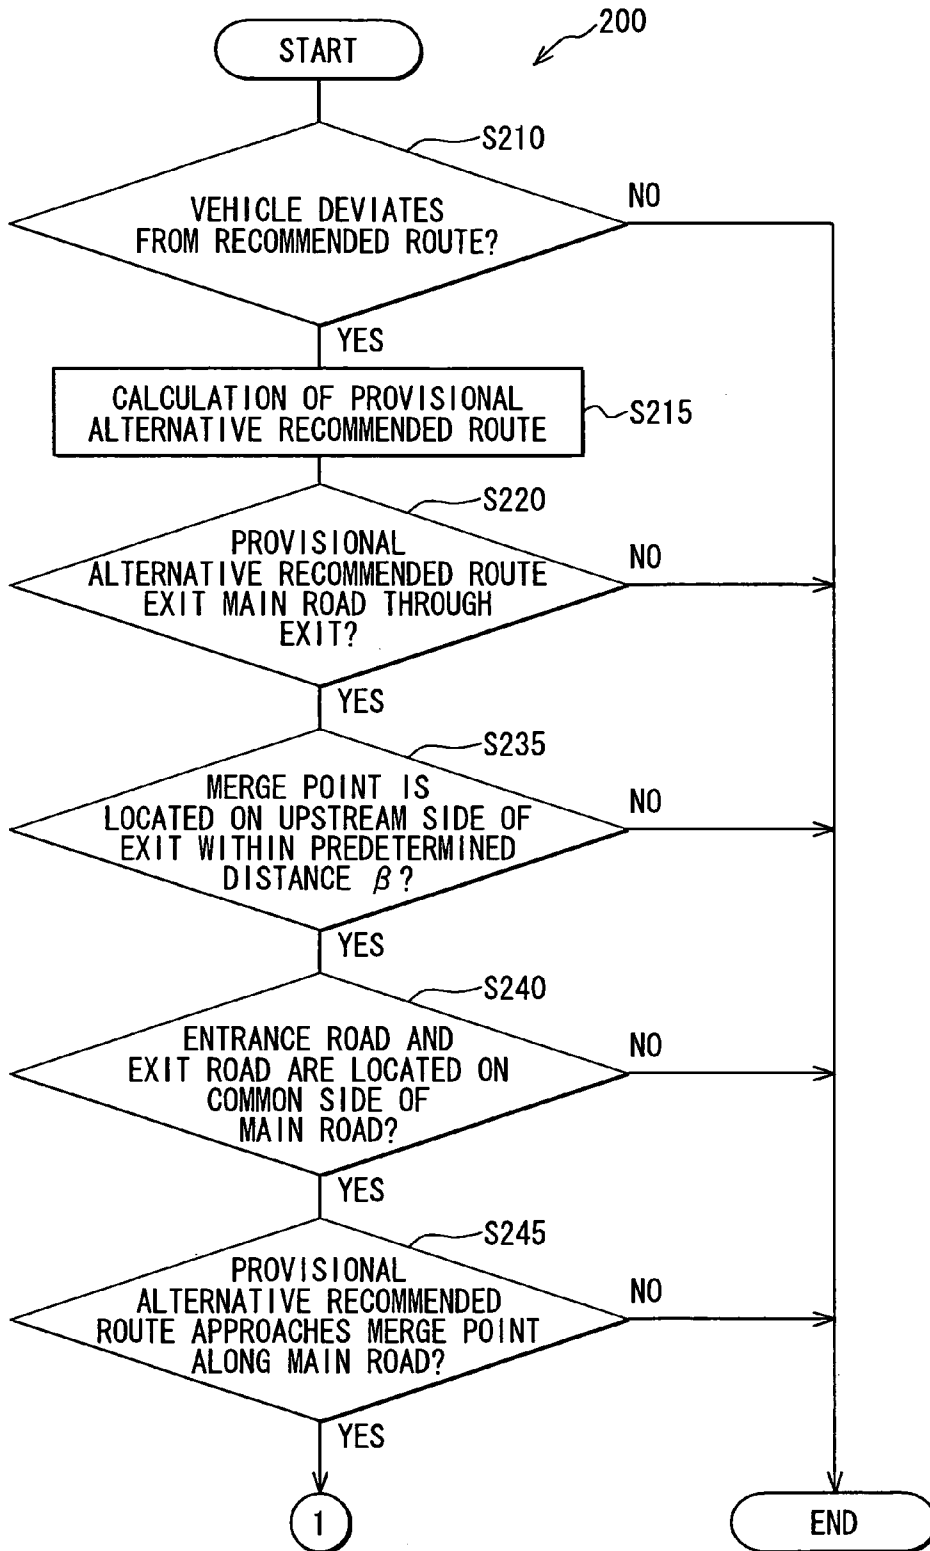 200
START
S210
VEHICLE DEVIATES
FROM RECOMMENDED ROUTE?
NO
YES
CALCULATION OF PROVISIONAL
ALTERNATIVE RECOMMENDED ROUTE
S215
S220
PROVISIONAL
ALTERNATIVE RECOMMENDED ROUTE
EXIT MAIN ROAD THROUGH
EXIT?
NO
YES
S235
MERGE POINT IS
LOCATED ON UPSTREAM SIDE OF
EXIT WITHIN PREDETERMINED
DISTANCE β?
NO
YES
S240
ENTRANCE ROAD AND
EXIT ROAD ARE LOCATED ON
COMMON SIDE OF
MAIN ROAD?
NO
YES
S245
PROVISIONAL
ALTERNATIVE RECOMMENDED
ROUTE APPROACHES MERGE POINT
ALONG MAIN ROAD?
NO
YES
1
END